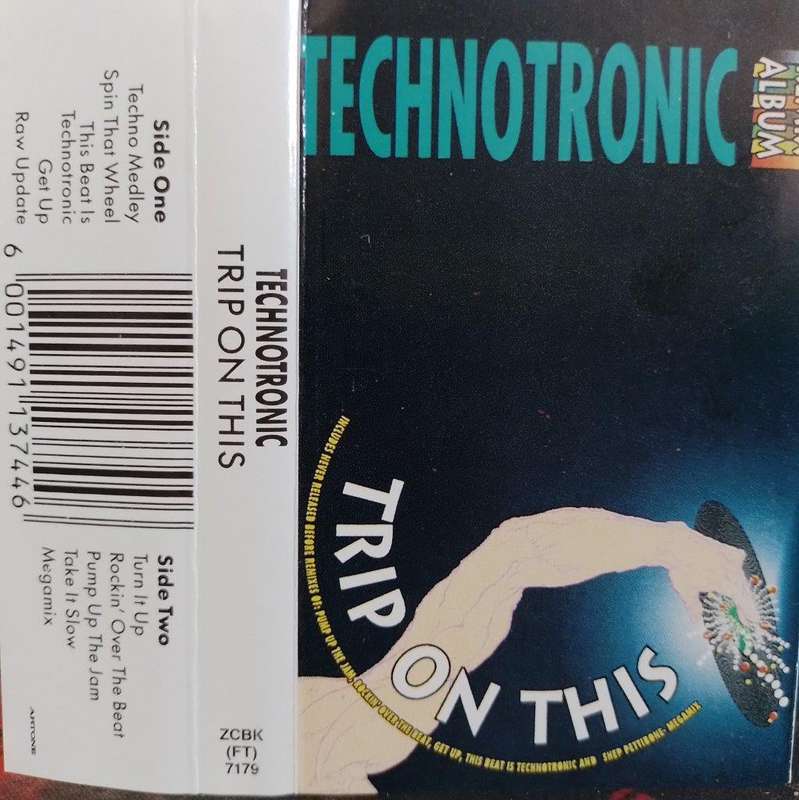 TECHNOTRONIC
ALBUM
TRIP ON THIS
INCLUDES NEVER RELEASED BEFORE REMIXES OF: PUMP UP THE JAM, ROCKIN' OVER THE BEAT, GET UP, THIS BEAT IS TECHNOTRONIC AND SHEP PETTIBONE- MEGAMIX
TECHNOTRONIC
TRIP ON THIS
ZCBK
(FT)
7179
Side One
Techno Medley
Spin That Wheel
This Beat Is
Technotronic
Get Up
Raw Update
6 001491 137446
Side Two
Turn It Up
Rockin' Over The Beat
Pump Up The Jam
Take It Slow
Megamix
ARTONE